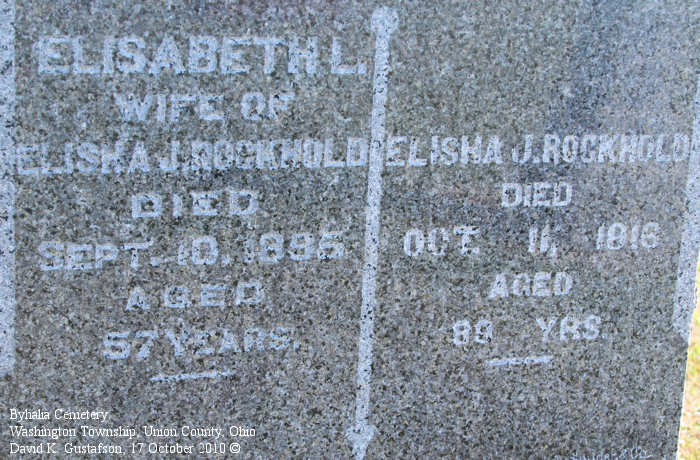 ELISABETH L.
WIFE OF
ELISHA J. ROCKHOLD
DIED
SEPT. 10, 1895
AGED
57 YEARS.
ELISHA J. ROCKHOLD
DIED
OCT. 11, 1916
AGED
89 YRS.
Byhalia Cemetery
Washington Township, Union County, Ohio
David K. Gustafson, 17 October 2010 ©